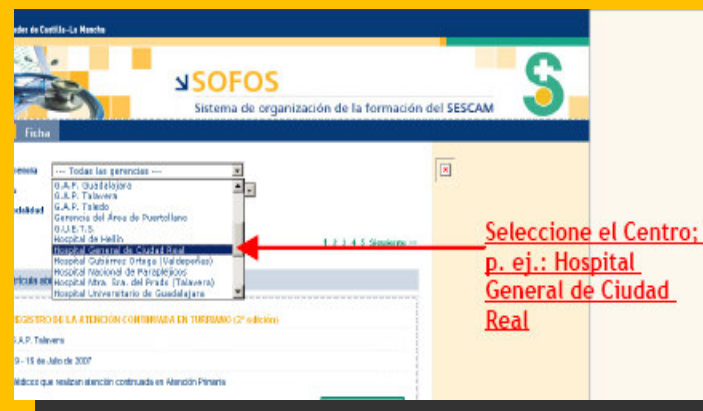 ades de Castilla-La Mancha
SOFOS
Sistema de organización de la formación del SESCAM
Ficha
--- Todas las gerencias ---
G.A.P. Guadalajara
G.A.P. Talavera
G.A.P. Toledo
Gerencia del Área de Puertollano
G.U.E.T.S.
Hospital de Hellín
Hospital General de Ciudad Real
Hospital Gutiérrez Ortega (Valdepeñas)
Hospital Nacional de Parapléjicos
Hospital Ntra. Sra. del Prado (Talavera)
Hospital Universitario de Guadalajara
1 2 3 4 5 Siguiente >>
Seleccione el Centro;
p. ej.: Hospital
General de Ciudad
Real
REGISTRO DE LA ATENCIÓN CONTINUADA EN TURRIANO (2ª edición)
G.A.P. Talavera
9 - 15 de Julio de 2007
Médicos que realizan atención continuada en Atención Primaria